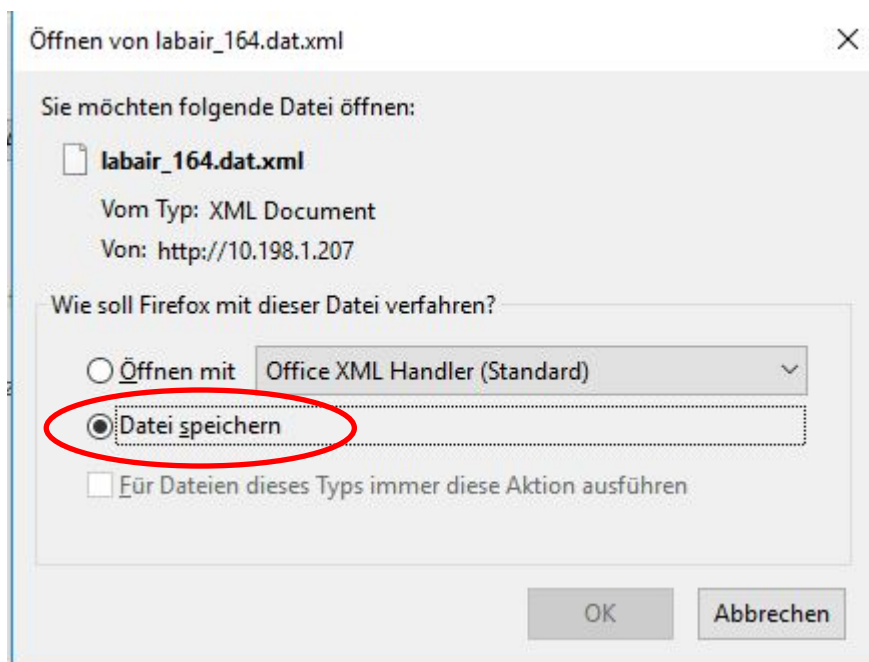 Öffnen von labair_164.dat.xml
Sie möchten folgende Datei öffnen:
labair_164.dat.xml
Vom Typ: XML Document
Von: http://10.198.1.207
Wie soll Firefox mit dieser Datei verfahren?
Öffnen mit Office XML Handler (Standard)
Datei speichern
Für Dateien dieses Typs immer diese Aktion ausführen
OK Abbrechen